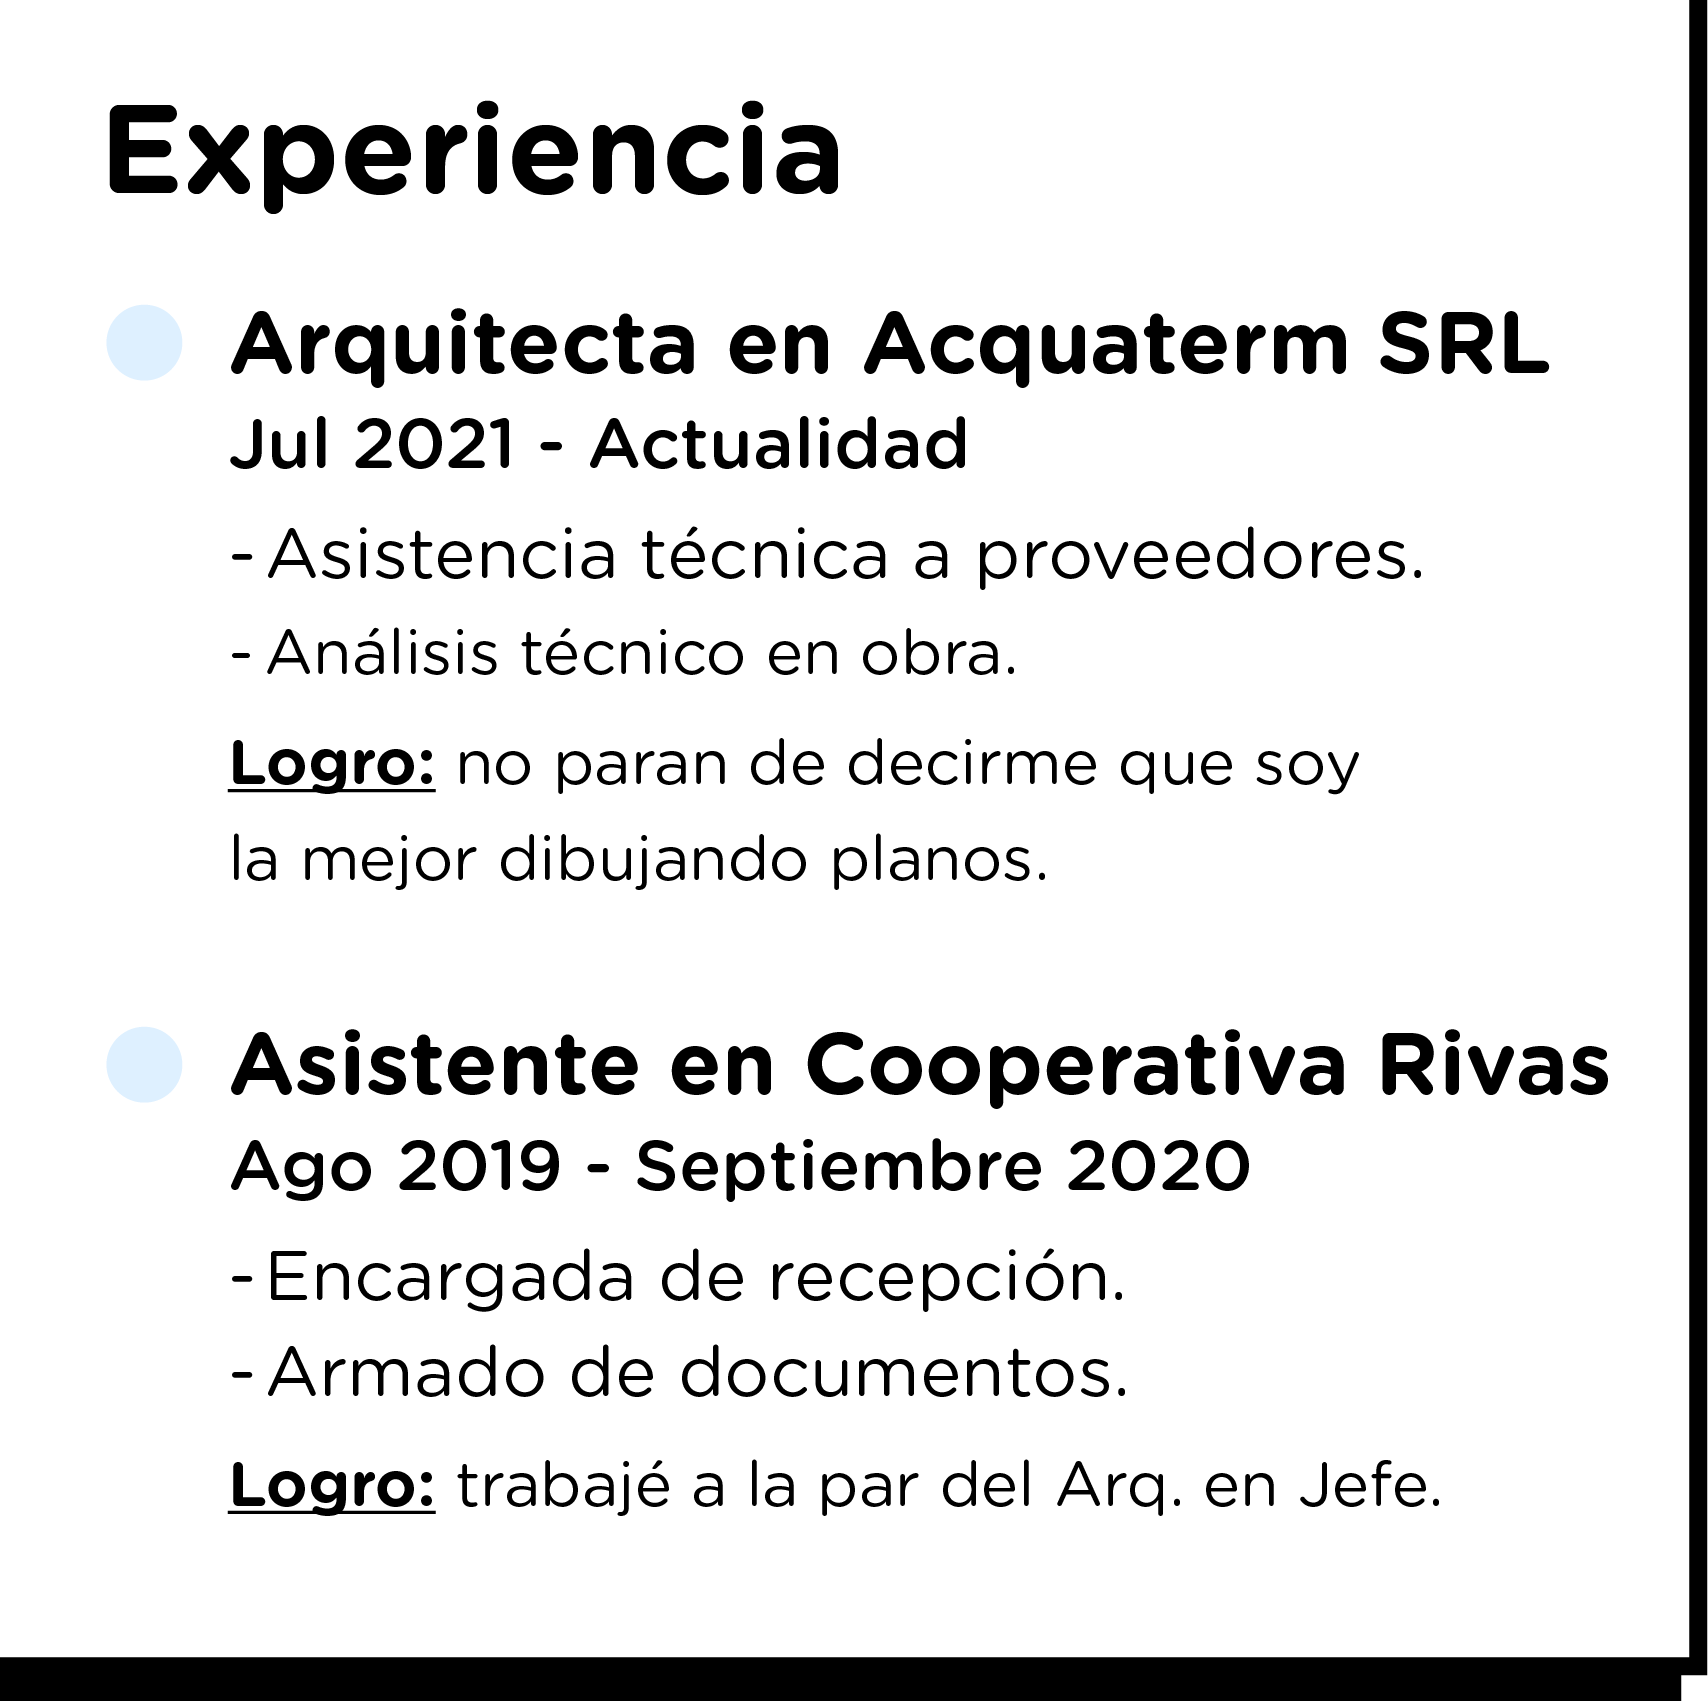 Experiencia
Arquitecta en Acquaterm SRL
Jul 2021 - Actualidad
- Asistencia técnica a proveedores.
- Análisis técnico en obra.
Logro: no paran de decirme que soy
la mejor dibujando planos.
Asistente en Cooperativa Rivas
Ago 2019 - Septiembre 2020
- Encargada de recepción.
- Armado de documentos.
Logro: trabajé a la par del Arq. en Jefe.